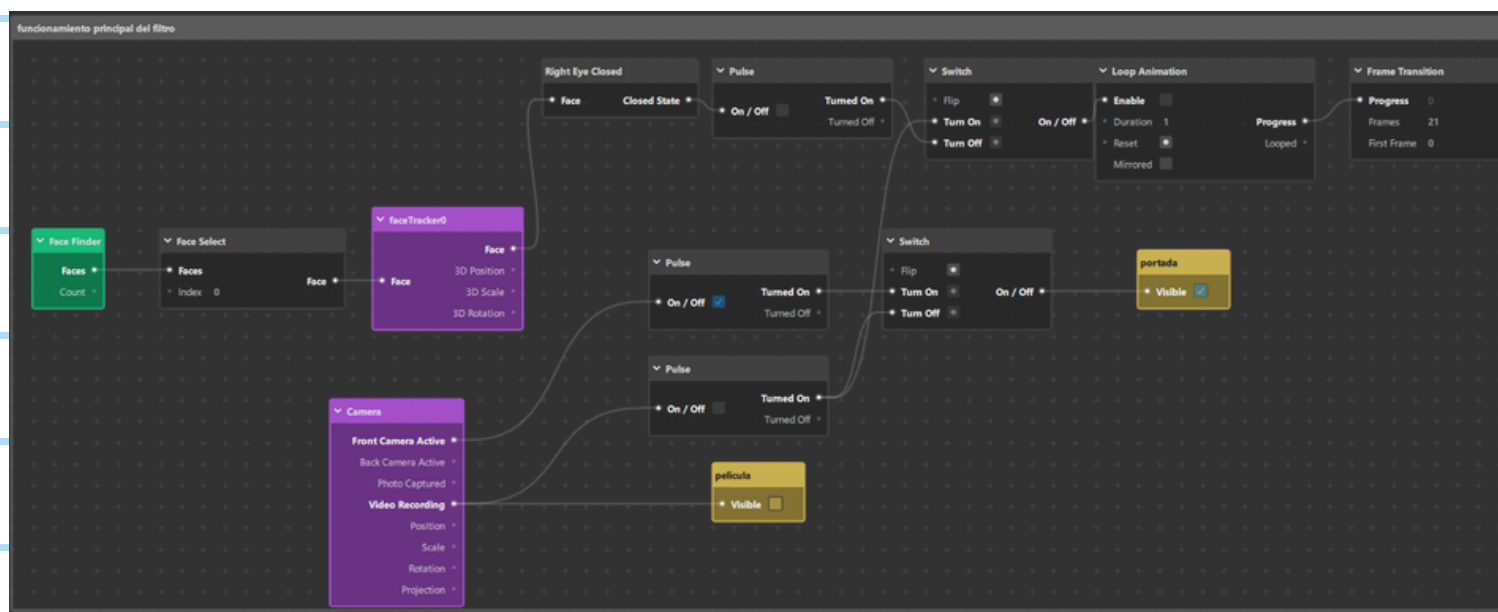 funcionamiento principal del filtro
Right Eye Closed
Face Closed State
Pulse
On / Off Turned On
Turned Off
Switch
Flip
Turn On On / Off
Turn Off
Loop Animation
Enable
Duration 1 Progress
Reset Looped
Mirrored
Frame Transition
Progress 0
Frames 21
First Frame 0
Face Finder
Faces
Count
Face Select
Faces
Index 0 Face
faceTracker0
Face
Face 3D Position
3D Scale
3D Rotation
Pulse
On / Off Turned On
Turned Off
Switch
Flip
Turn On On / Off
Turn Off
portada
Visible
Pulse
On / Off Turned On
Turned Off
Camera
Front Camera Active
Back Camera Active
Photo Captured
Video Recording
Position
Scale
Rotation
Projection
pelicula
Visible